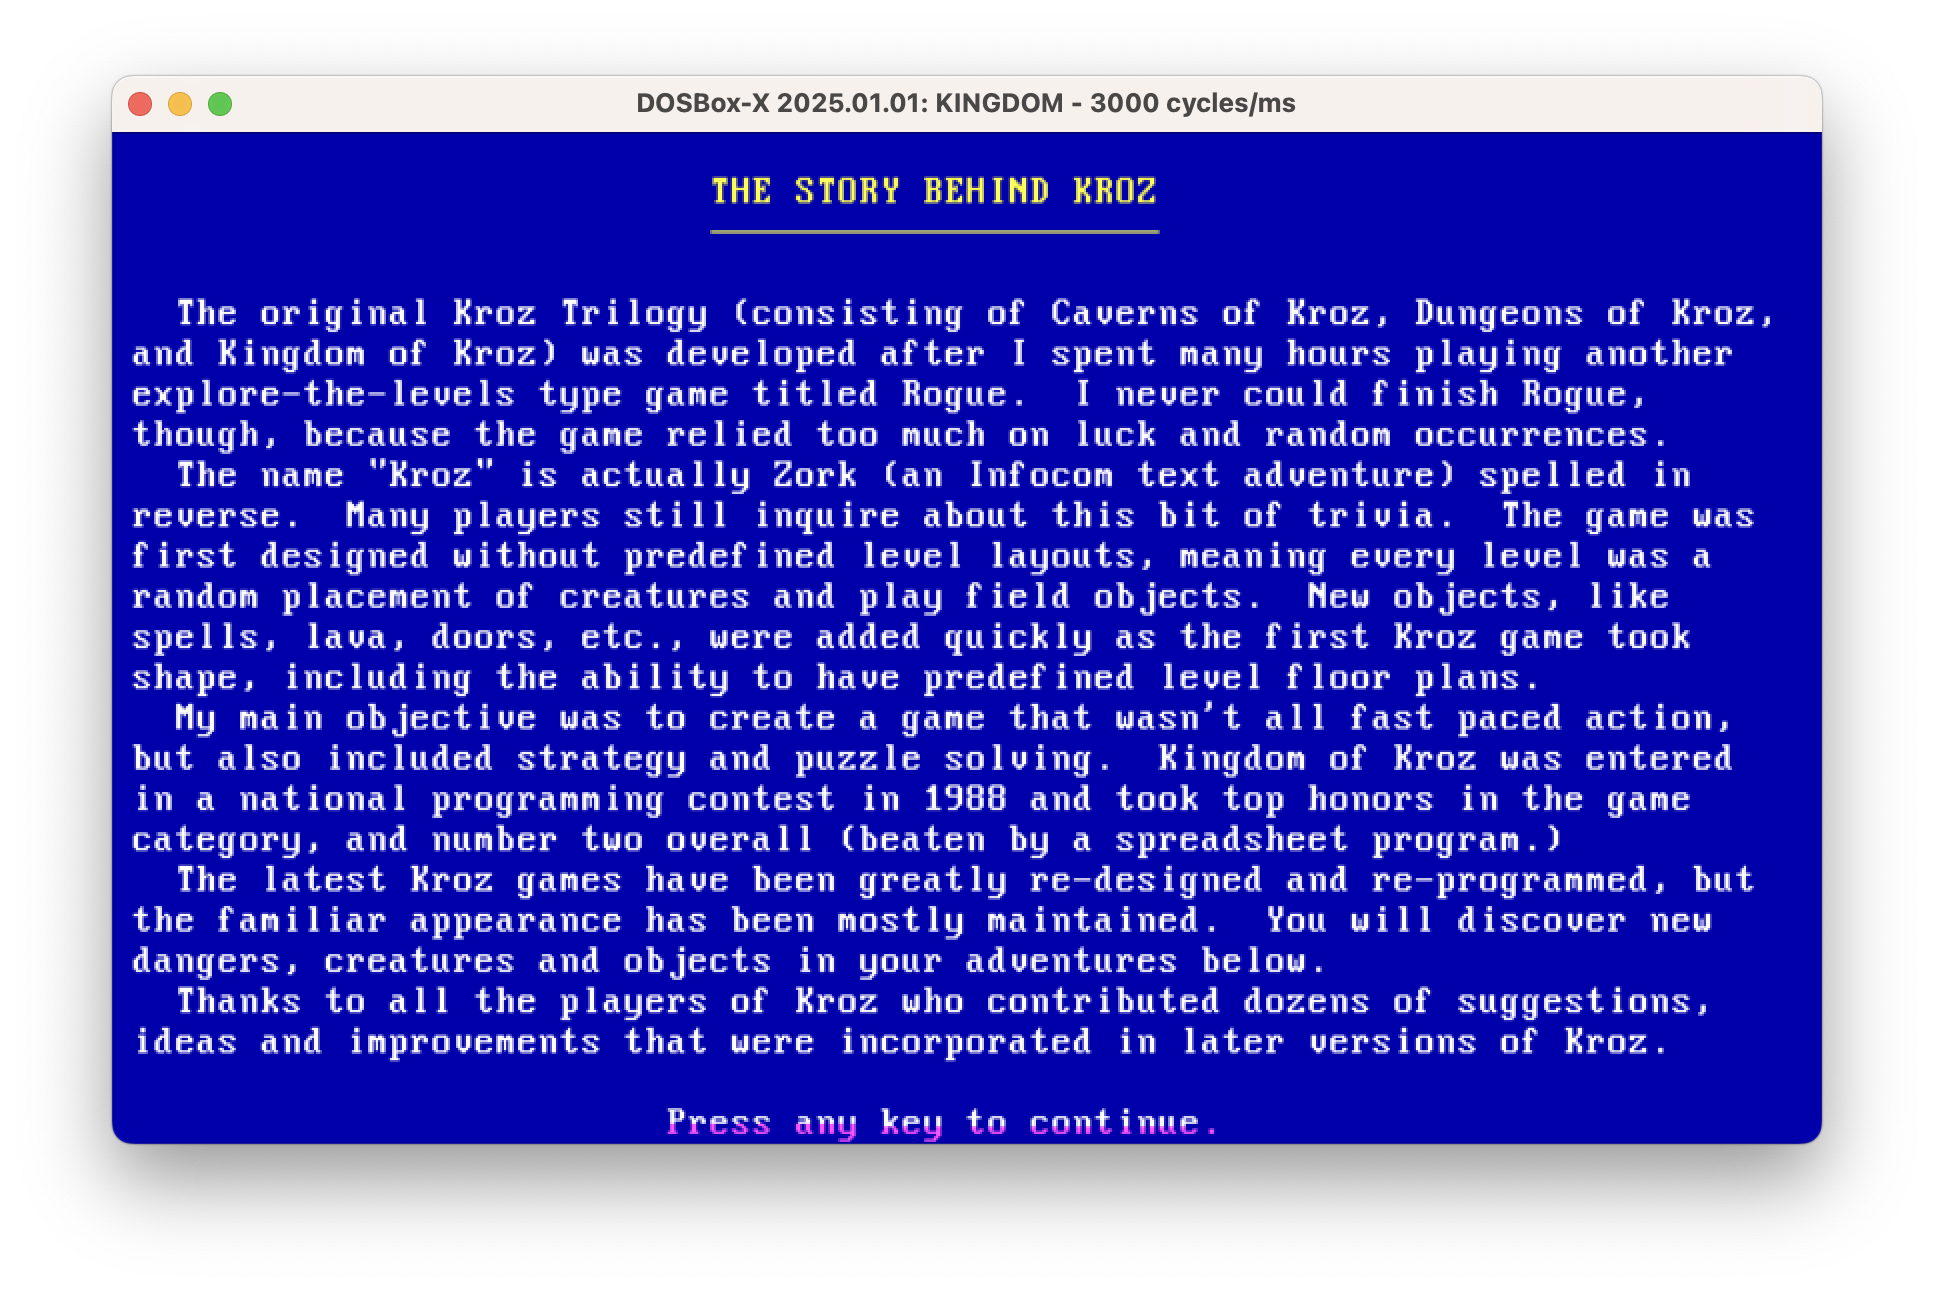 DOSBox-X 2025.01.01: KINGDOM - 3000 cycles/ms
THE STORY BEHIND KROZ
The original Kroz Trilogy (consisting of Caverns of Kroz, Dungeons of Kroz,
and Kingdom of Kroz) was developed after I spent many hours playing another
explore-the-levels type game titled Rogue.  I never could finish Rogue,
though, because the game relied too much on luck and random occurrences.
The name "Kroz" is actually Zork (an Infocom text adventure) spelled in
reverse.  Many players still inquire about this bit of trivia.  The game was
first designed without predefined level layouts, meaning every level was a
random placement of creatures and play field objects.  New objects, like
spells, lava, doors, etc., were added quickly as the first Kroz game took
shape, including the ability to have predefined level floor plans.
My main objective was to create a game that wasn't all fast paced action,
but also included strategy and puzzle solving.  Kingdom of Kroz was entered
in a national programming contest in 1988 and took top honors in the game
category, and number two overall (beaten by a spreadsheet program.)
The latest Kroz games have been greatly re-designed and re-programmed, but
the familiar appearance has been mostly maintained.  You will discover new
dangers, creatures and objects in your adventures below.
Thanks to all the players of Kroz who contributed dozens of suggestions,
ideas and improvements that were incorporated in later versions of Kroz.
Press any key to continue.